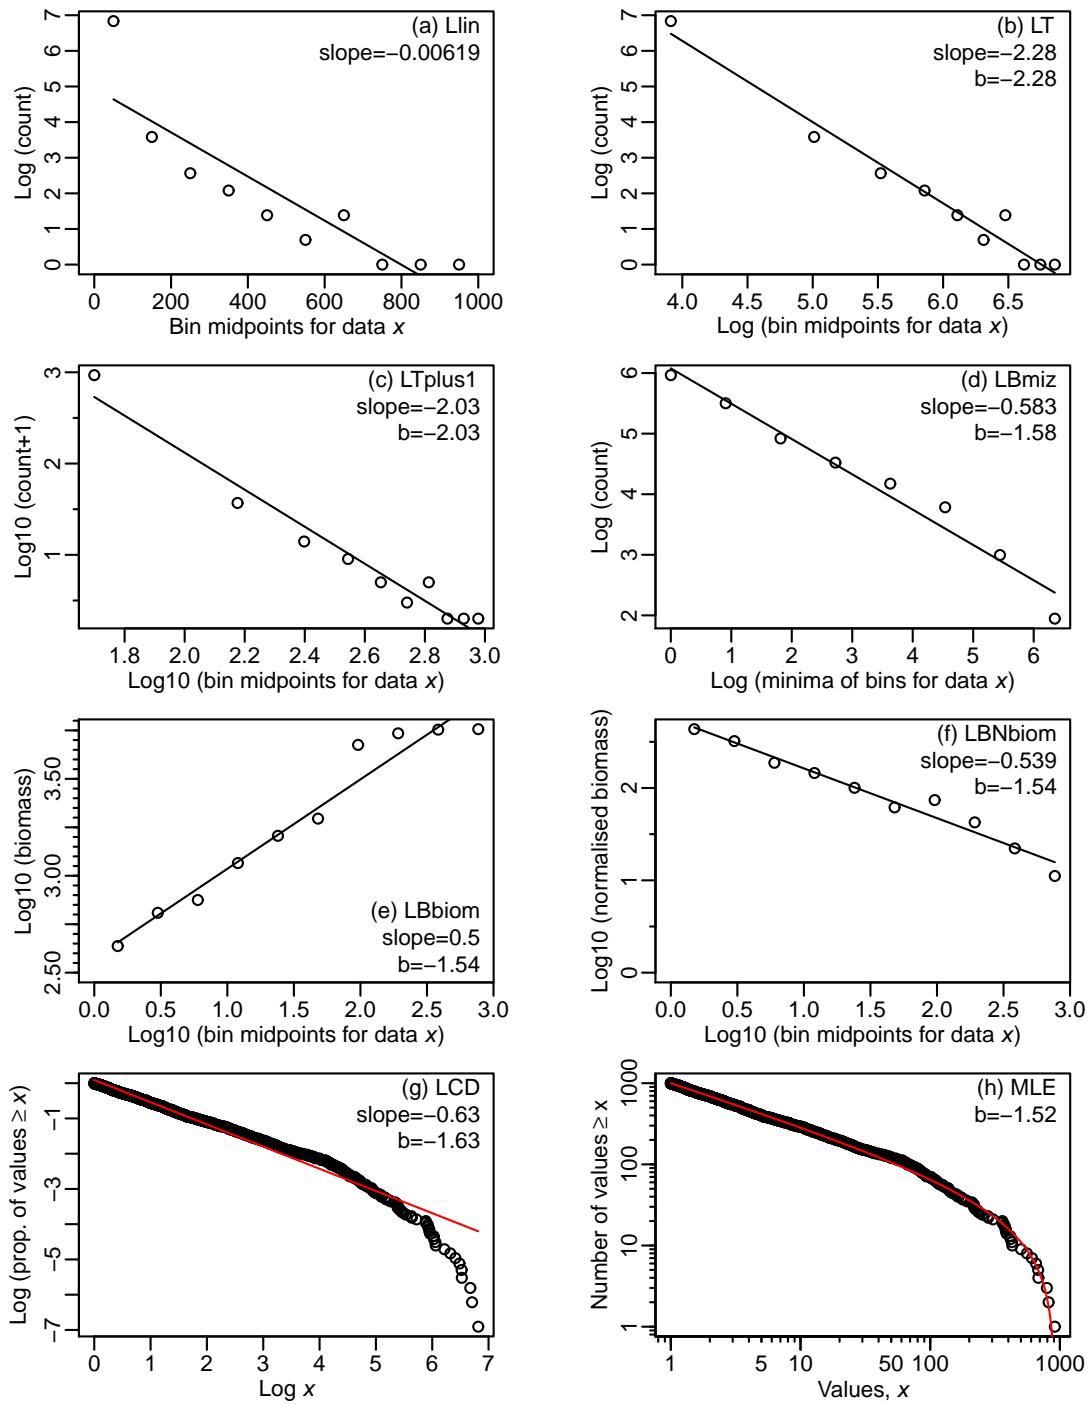 (a) Llin
slope=−0.00619
Log (count)
0 1 2 3 4 5 6 7
0 200 400 600 800 1000
Bin midpoints for data x
(b) LT
slope=−2.28
b=−2.28
Log (count)
0 1 2 3 4 5 6 7
4.0 5.0 5.5 6.0 6.5
Log (bin midpoints for data x)
(c) LTplus1
slope=−2.03
b=−2.03
Log10 (count+1)
1 2 3
1.8 2.0 2.2 2.4 2.6 2.8 3.0
Log10 (bin midpoints for data x)
(d) LBmiz
slope=−0.583
b=−1.58
Log (count)
2 3 4 5 6
0 1 2 3 4 5 6
Log (minima of bins for data x)
(e) LBbiom
slope=0.5
b=−1.54
Log10 (biomass)
2.50 3.00 3.50
0.0 0.5 1.0 1.5 2.0 2.5 3.0
Log10 (bin midpoints for data x)
(f) LBNbiom
slope=−0.539
b=−1.54
Log10 (normalised biomass)
0 1 2
0.0 0.5 1.0 1.5 2.0 2.5 3.0
Log10 (bin midpoints for data x)
(g) LCD
slope=−0.63
b=−1.63
Log (prop. of values ≥ x)
−7 −5 −3 −1
0 1 2 3 4 5 6 7
Log x
(h) MLE
b=−1.52
Number of values ≥ x
1 10 100 1000
1 5 10 50 100 1000
Values, x